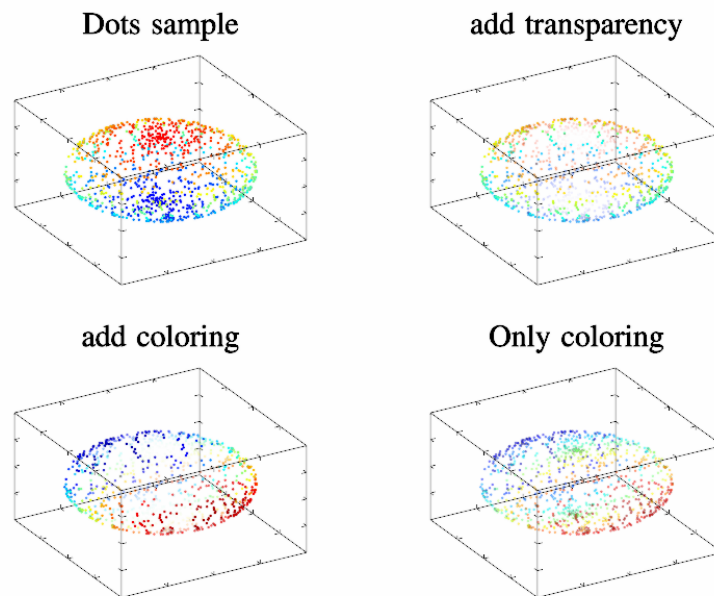 Dots sample
add transparency
add coloring
Only coloring